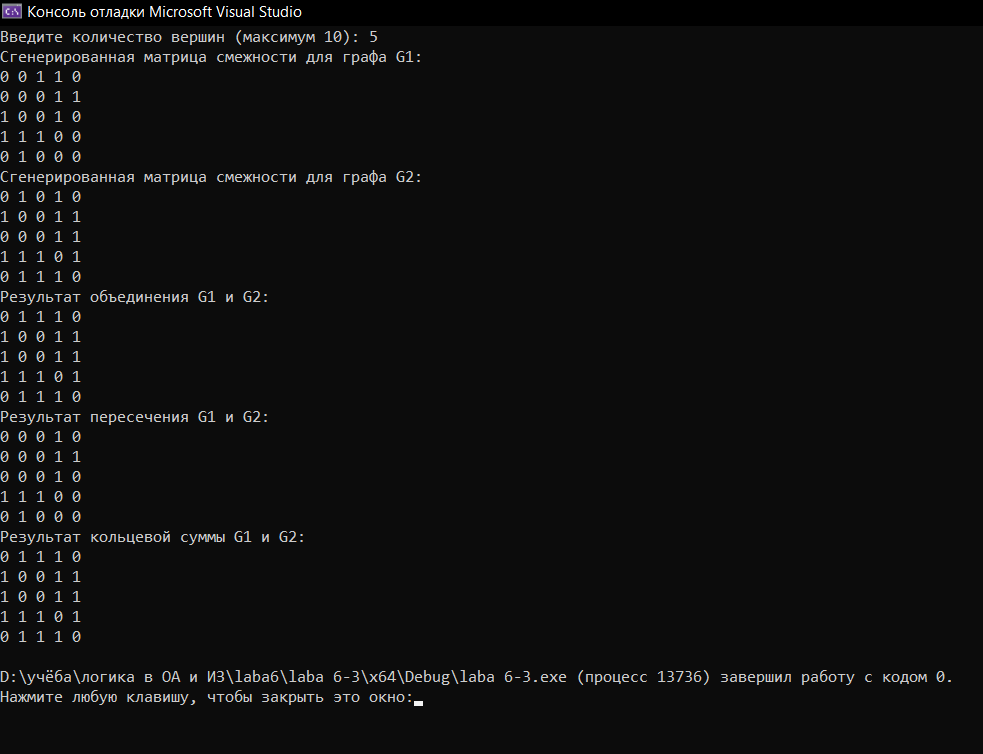 Консоль отладки Microsoft Visual Studio
Введите количество вершин (максимум 10): 5
Сгенерированная матрица смежности для графа G1:
0 0 1 1 0
0 0 0 1 1
1 0 0 1 0
1 1 1 0 0
0 1 0 0 0
Сгенерированная матрица смежности для графа G2:
0 1 0 1 0
1 0 0 1 1
0 0 0 1 1
1 1 1 0 1
0 1 1 1 0
Результат объединения G1 и G2:
0 1 1 1 0
1 0 0 1 1
1 0 0 1 1
1 1 1 0 1
0 1 1 1 0
Результат пересечения G1 и G2:
0 0 0 1 0
0 0 0 1 1
0 0 0 1 0
1 1 1 0 0
0 1 0 0 0
Результат кольцевой суммы G1 и G2:
0 1 1 1 0
1 0 0 1 1
1 0 0 1 1
1 1 1 0 1
0 1 1 1 0
D:\учёба\логика в ОА и ИЗ\laba6\laba 6-3\x64\Debug\laba 6-3.exe (процесс 13736) завершил работу с кодом 0.
Нажмите любую клавишу, чтобы закрыть это окно: